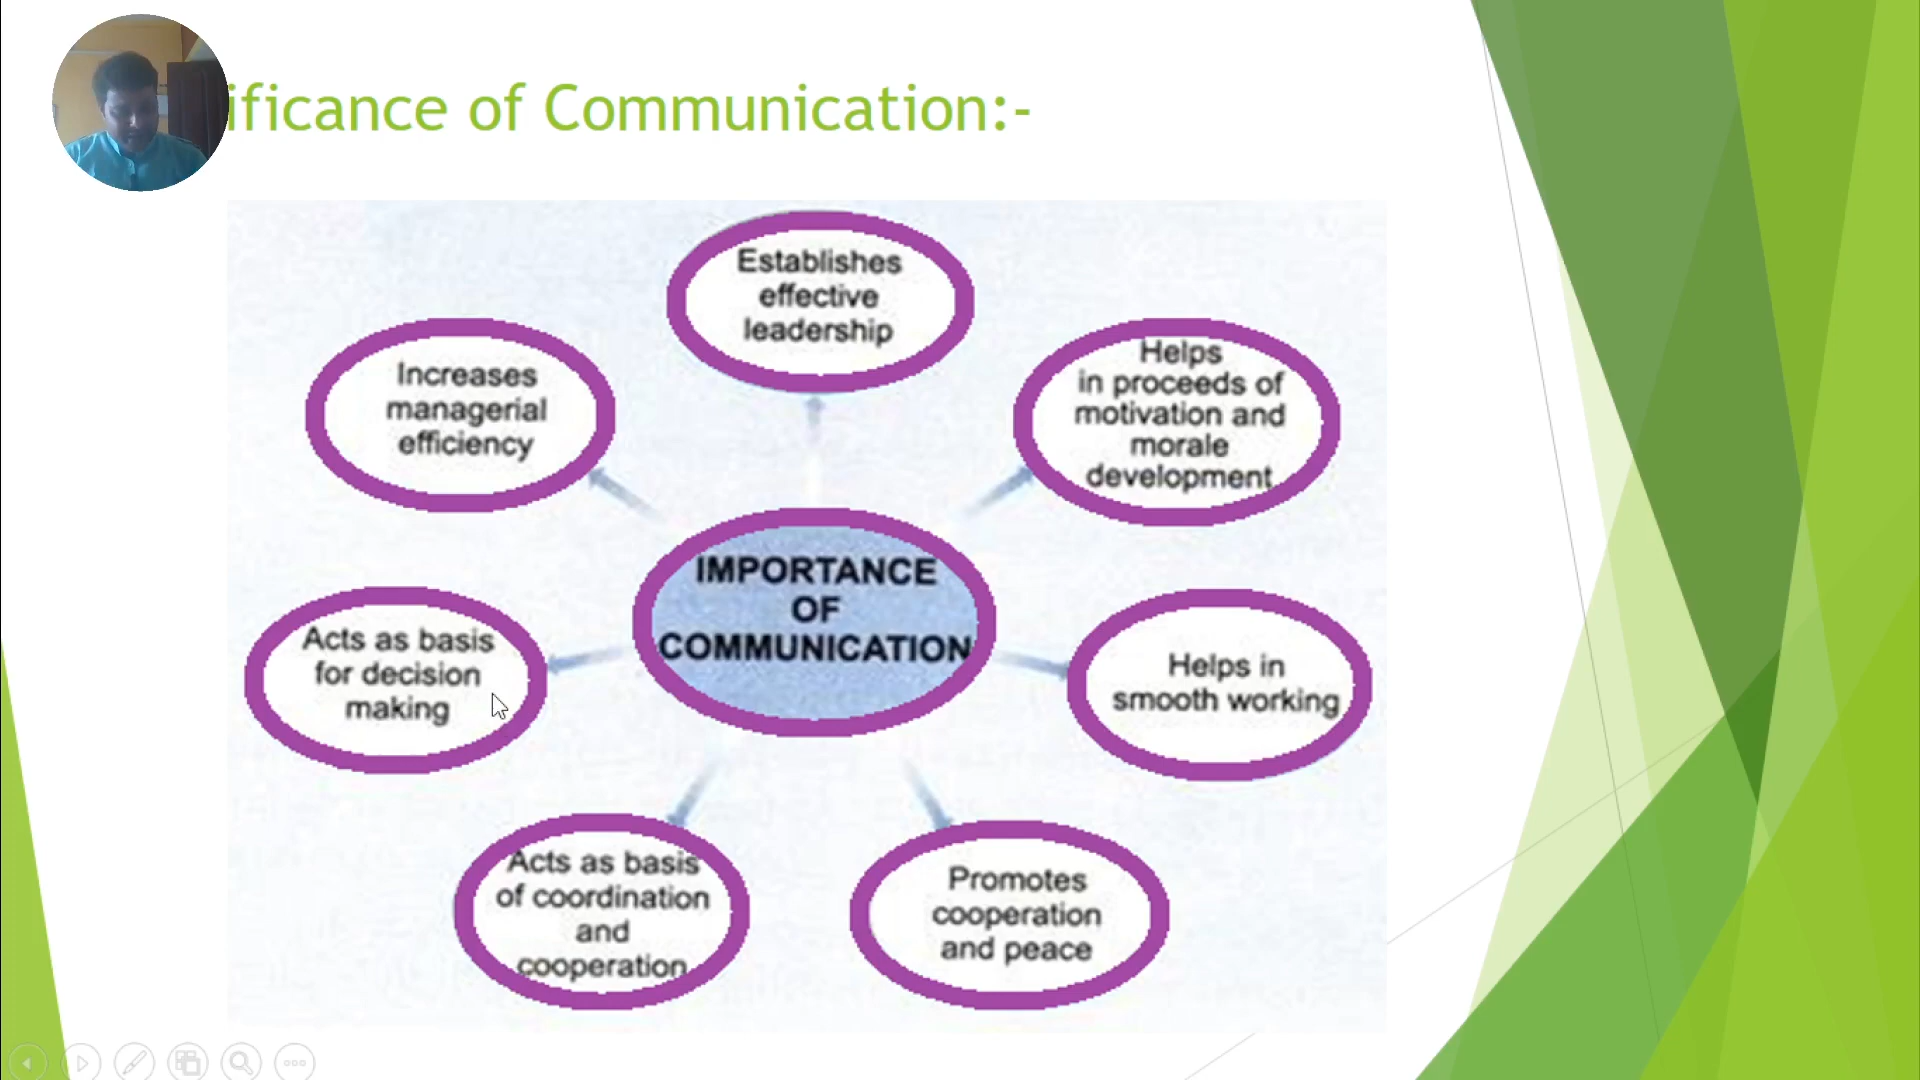 ificance of Communication:-
Establishes
effective
leadership
Increases
managerial
efficiency
Helps
in proceeds of
motivation and
morale
development
IMPORTANCE
OF
COMMUNICATION
Acts as basis
for decision
making
Helps in
smooth working
Acts as basis
of coordination
and
cooperation
Promotes
cooperation
and peace